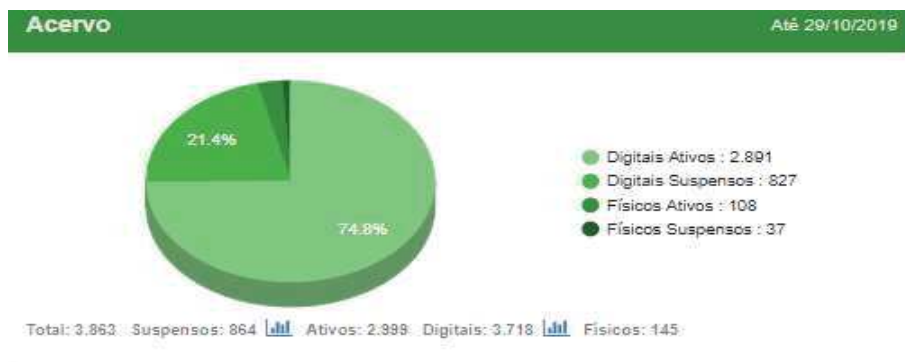 Acervo Até 29/10/2019
21.4%
74.8%
Digitais Ativos : 2.891
Digitais Suspensos : 827
Físicos Ativos : 108
Físicos Suspensos : 37
Total: 3.863 Suspensos: 864 Ativos: 2.999 Digitais: 3.718 Físicos: 145